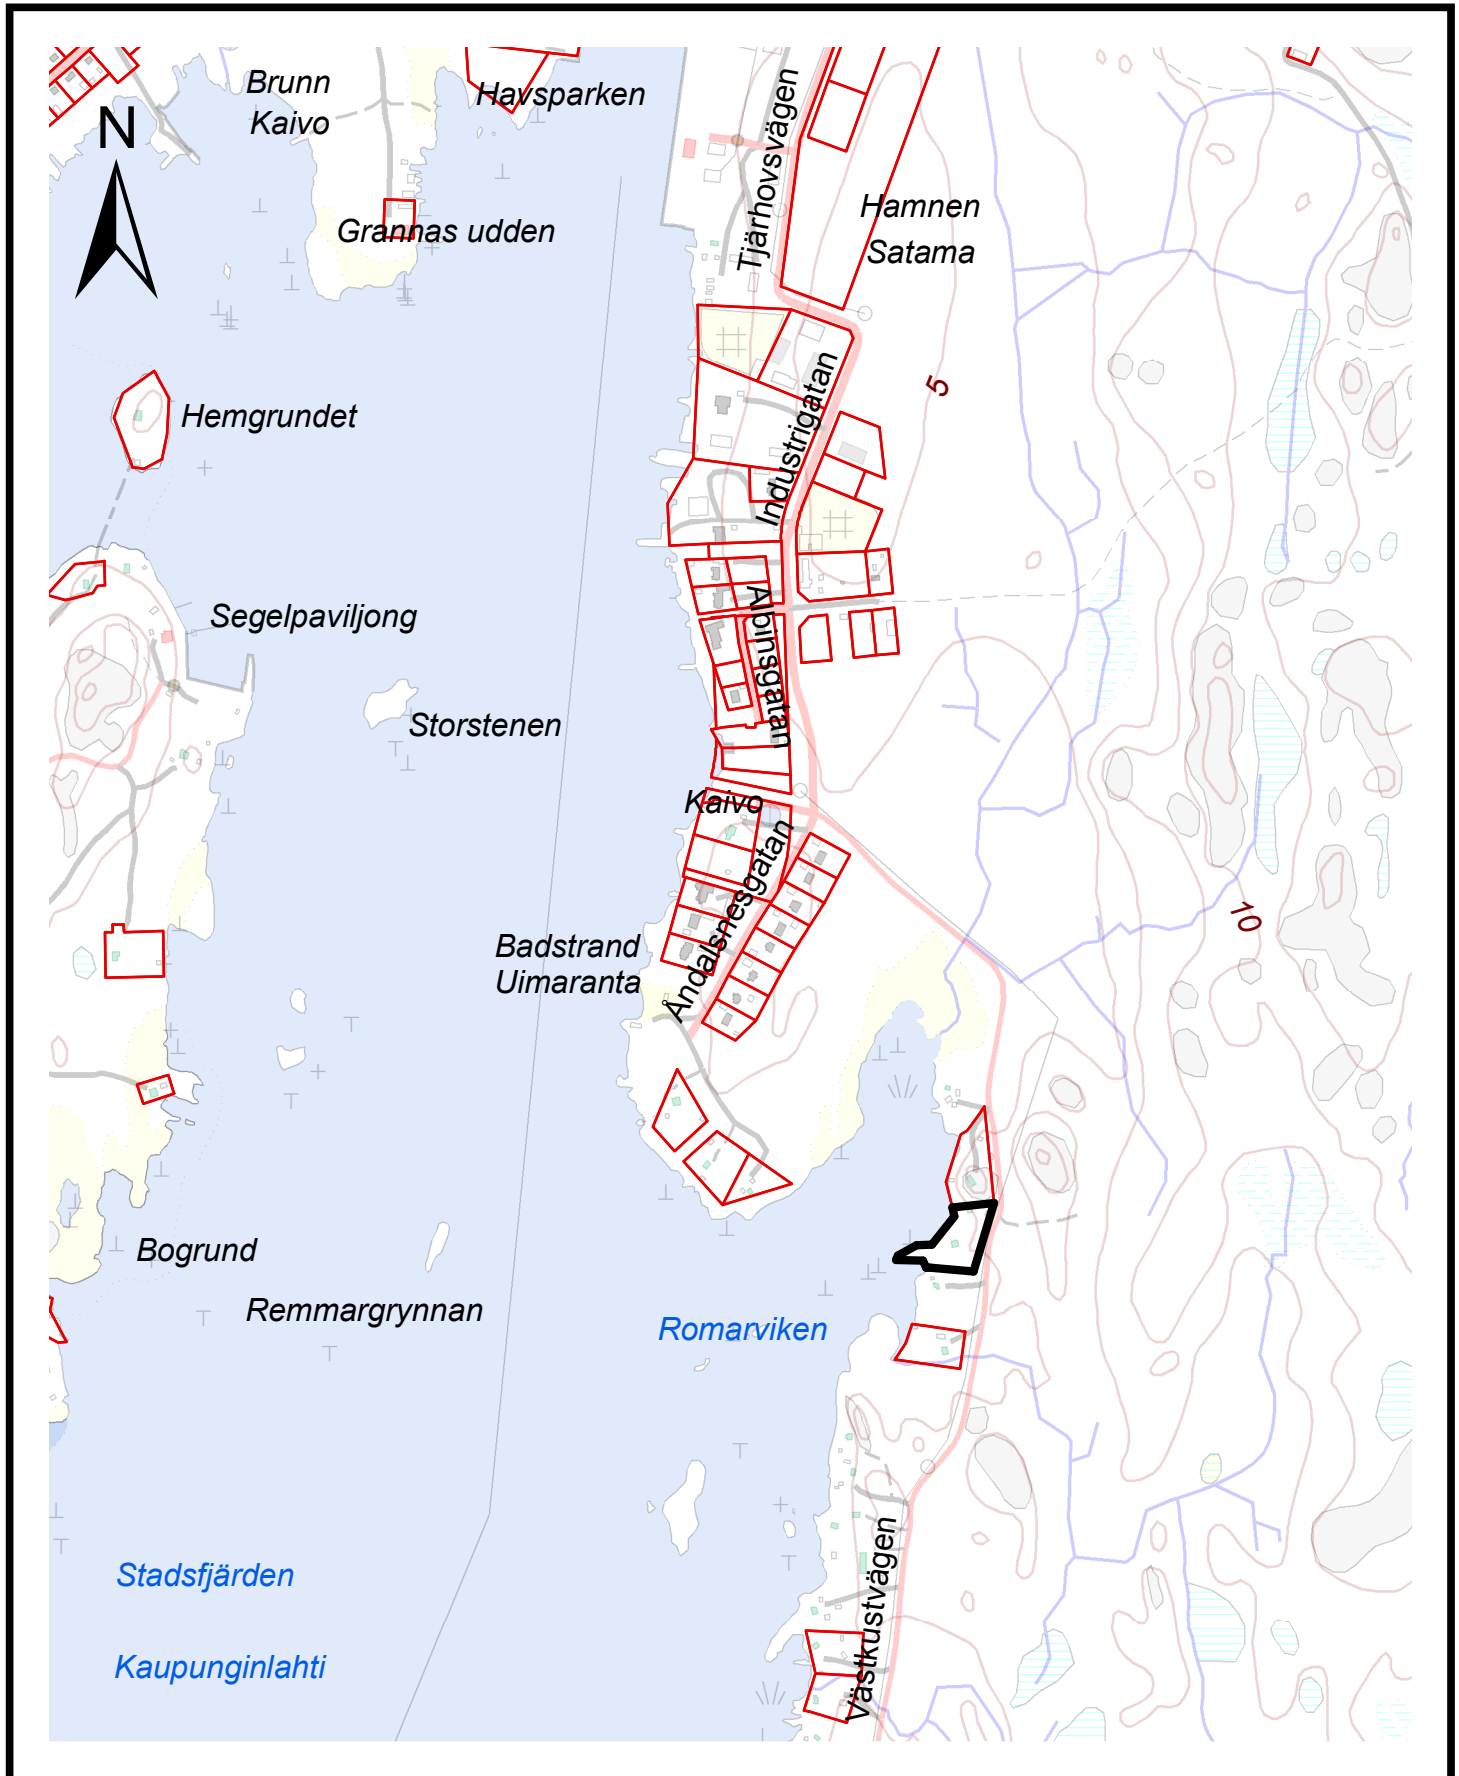 Brunn
Kaivo
Havsparken
N
Tjärhovsvägen
Hamnen
Satama
Grannas udden
Industrigatan
5
Hemgrundet
Segelpaviljong
Albinsgatan
Storstenen
Kaivo
Åndalsnesgatan
10
Badstrand
Uimaranta
Bogrund
Remmargrynnan
Romarviken
Västkustvägen
Stadsfjärden
Kaupunginlahti